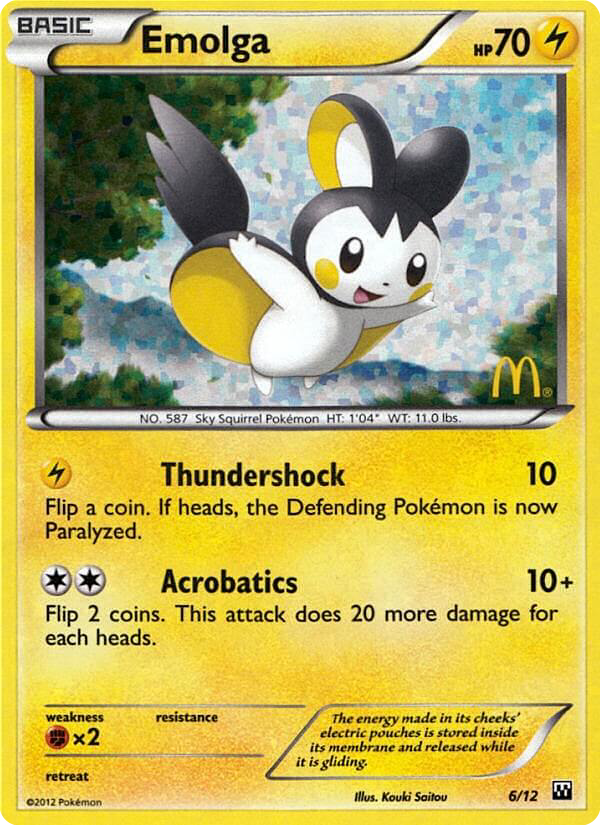 BASIC
Emolga
HP70
M®
NO. 587 Sky Squirrel Pokémon HT: 1'04" WT: 11.0 lbs.
Thundershock 10
Flip a coin. If heads, the Defending Pokémon is now
Paralyzed.
Acrobatics 10+
Flip 2 coins. This attack does 20 more damage for
each heads.
weakness resistance
×2
retreat
The energy made in its cheeks'
electric pouches is stored inside
its membrane and released while
it is gliding.
©2012 Pokémon
Illus. Kouki Saitou 6/12